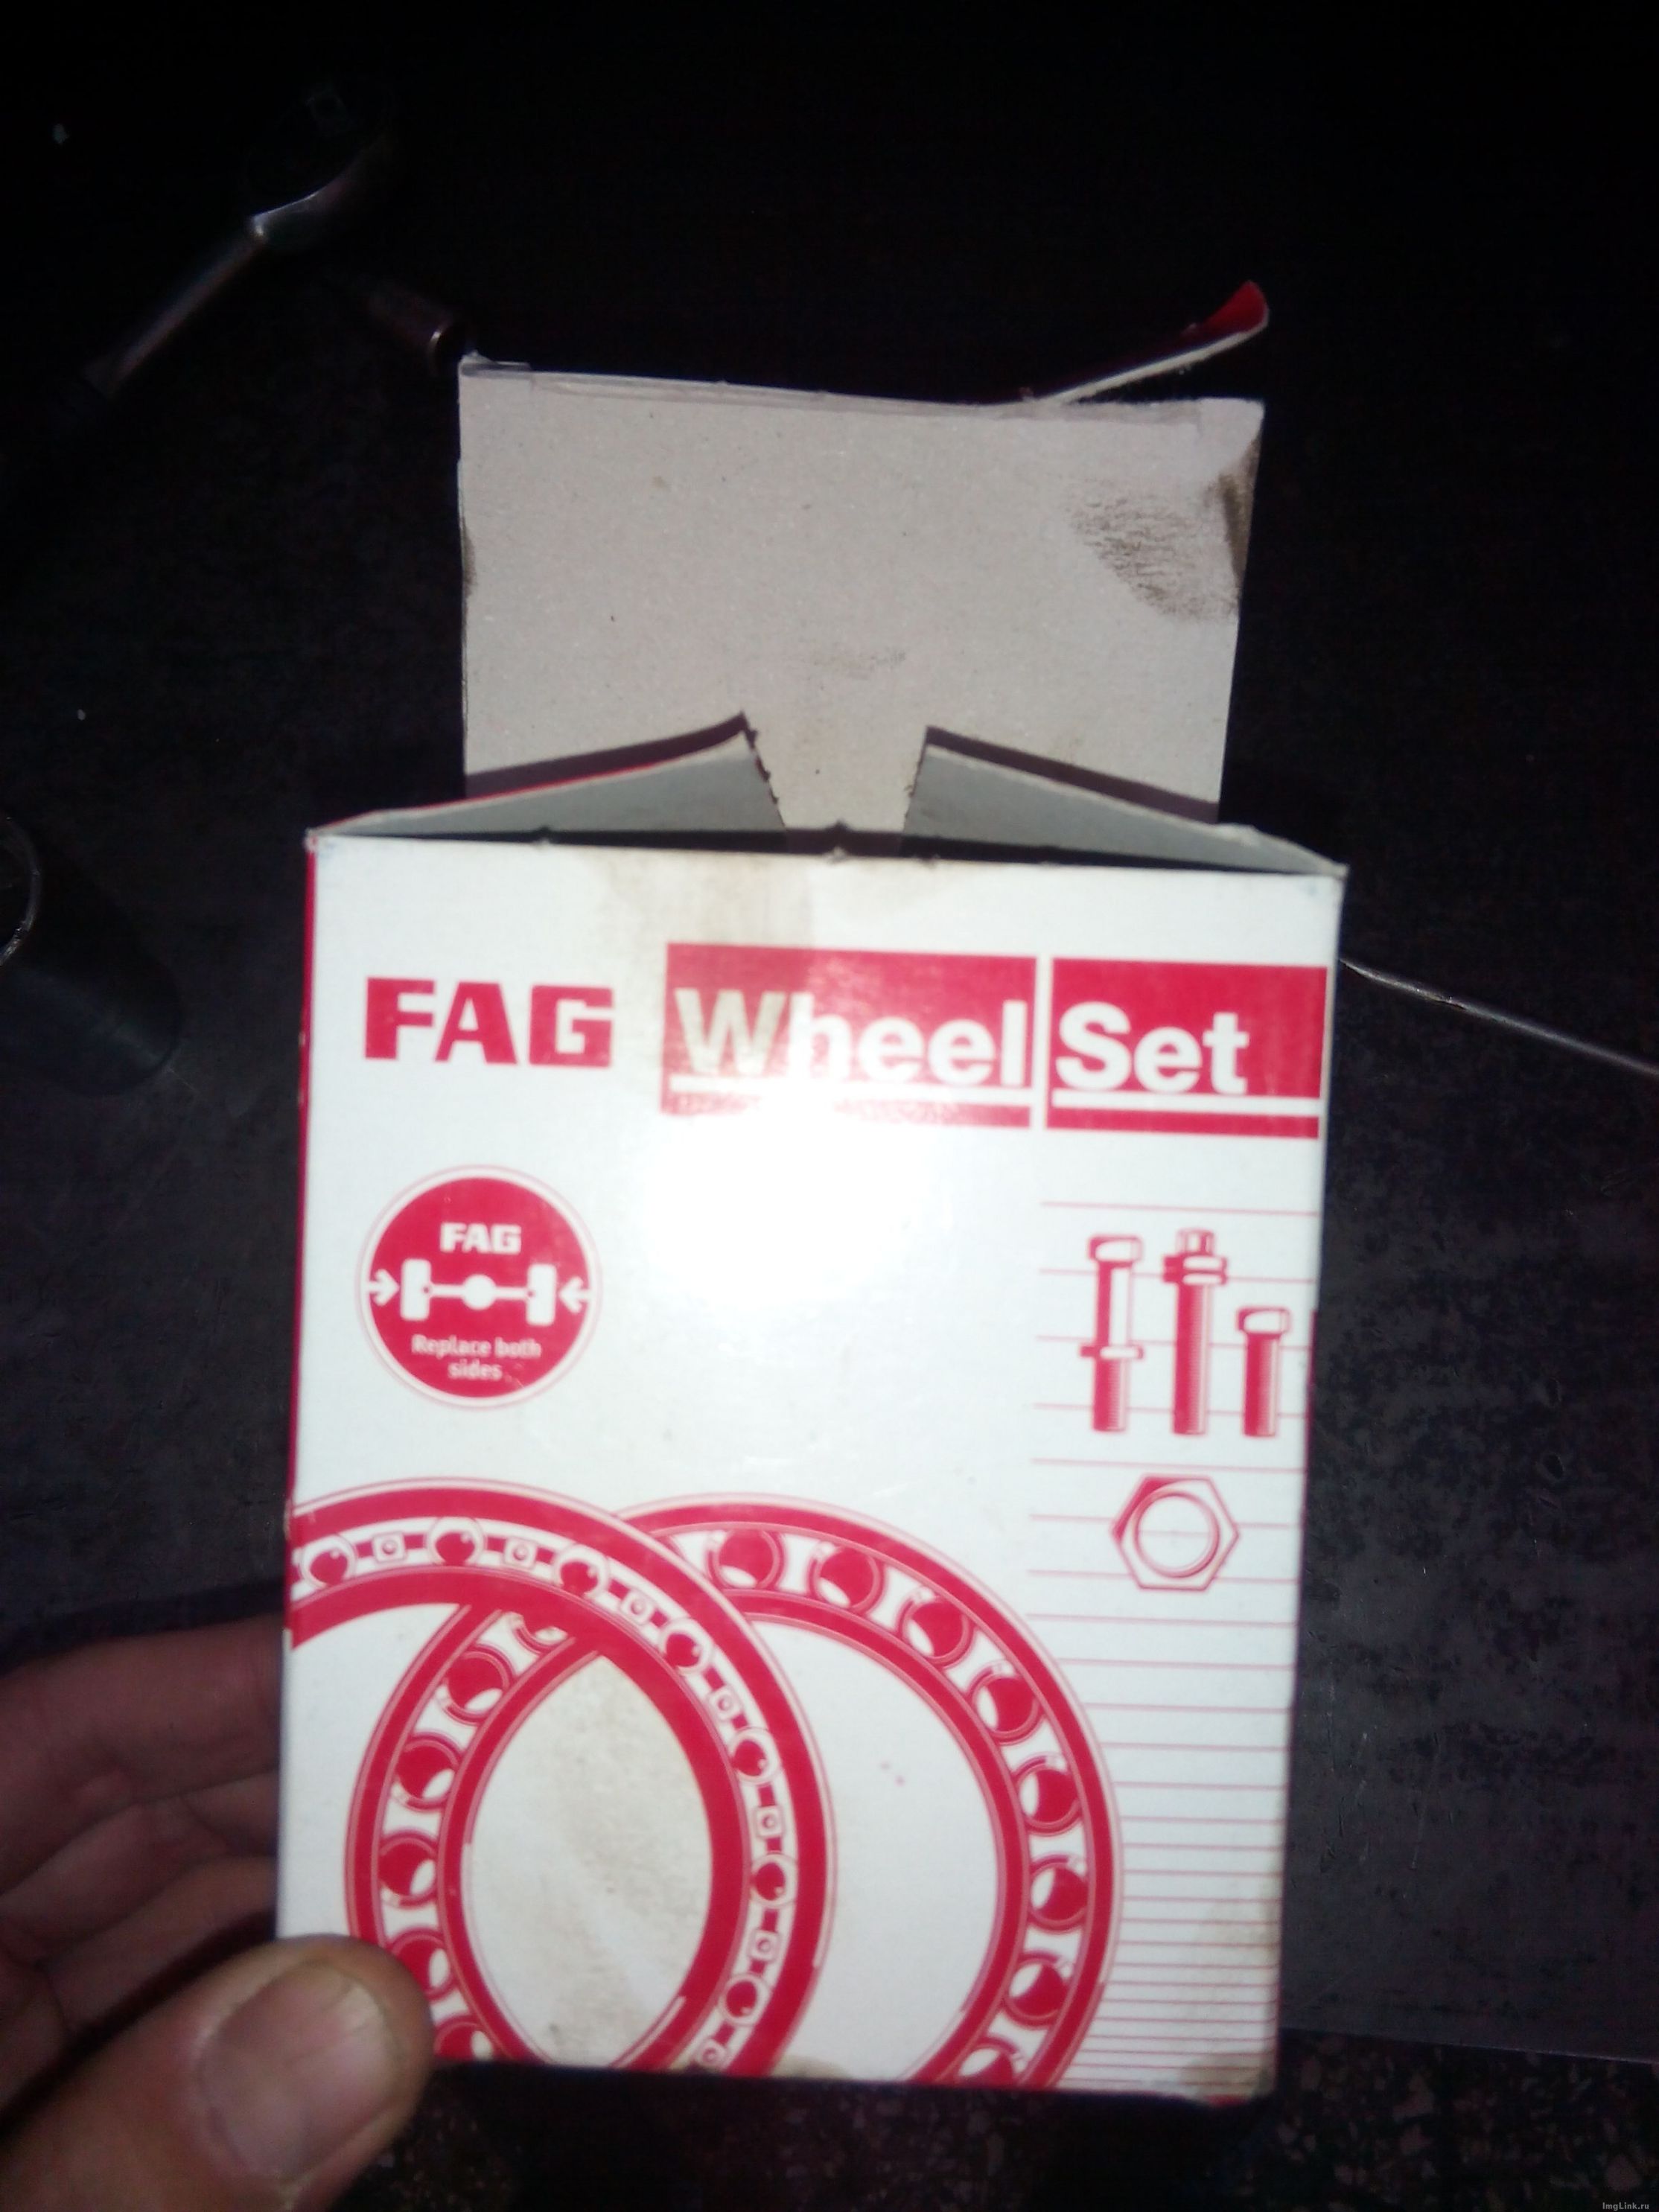 FAG Wheel Set
FAG
Replace both
sides
ImgLink.ru